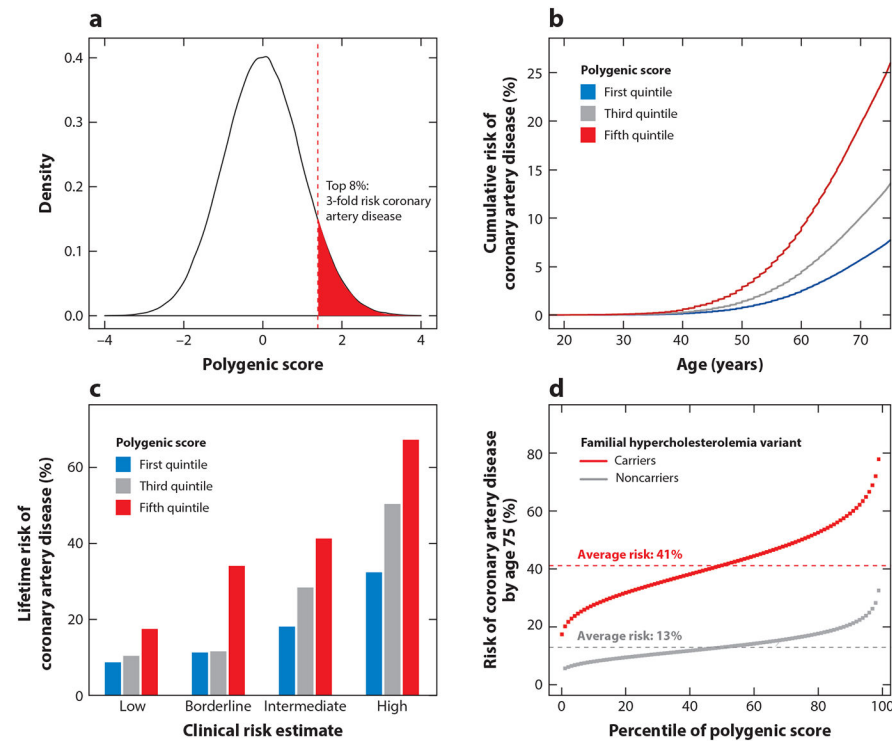 a
Density
0.4
0.3
0.2
0.1
0.0
Top 8%:
3-fold risk coronary
artery disease
−4
−2
0
2
4
Polygenic score
b
Cumulative risk of
coronary artery disease (%)
25
20
15
10
5
0
Polygenic score
First quintile
Third quintile
Fifth quintile
20
30
40
50
60
70
Age (years)
c
Lifetime risk of
coronary artery disease (%)
60
40
20
0
Polygenic score
First quintile
Third quintile
Fifth quintile
Low
Borderline
Intermediate
High
Clinical risk estimate
d
Risk of coronary artery disease
by age 75 (%)
80
60
40
20
0
Familial hypercholesterolemia variant
Carriers
Noncarriers
Average risk: 41%
Average risk: 13%
0
20
40
60
80
100
Percentile of polygenic score